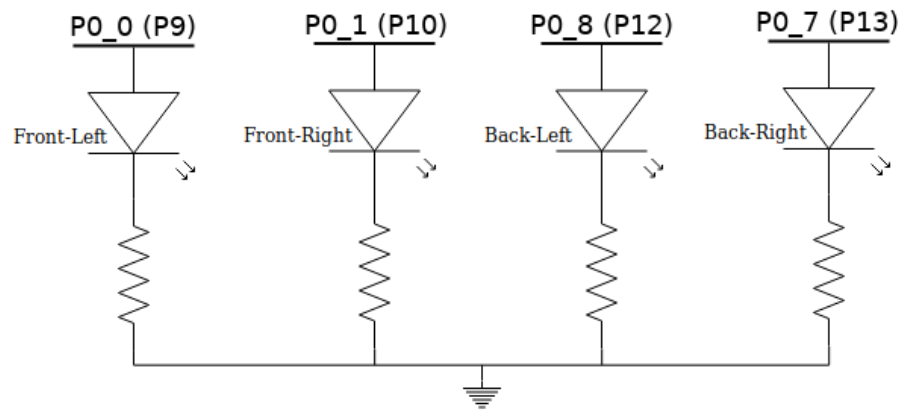 P0_0 (P9)
P0_1 (P10)
P0_8 (P12)
P0_7 (P13)
Front-Left
Front-Right
Back-Left
Back-Right